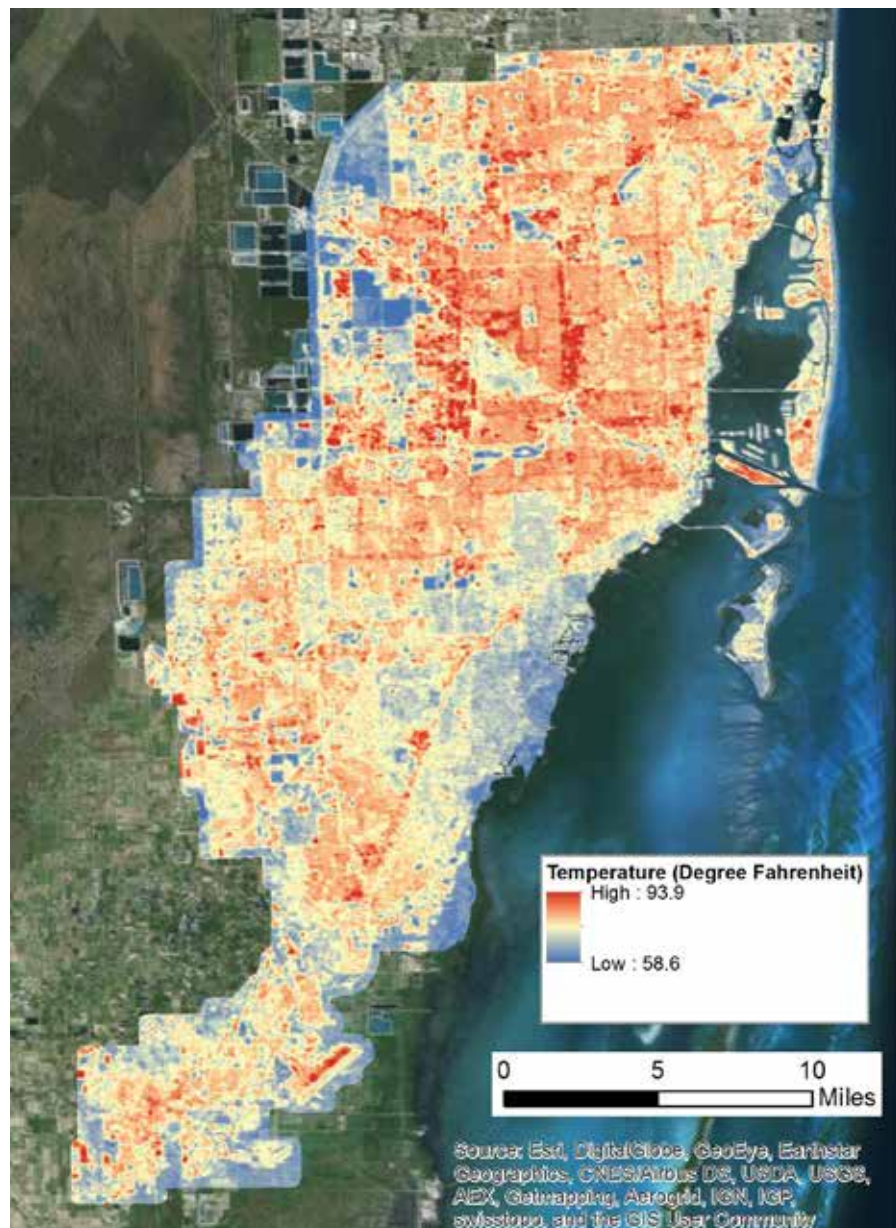 Temperature (Degree Fahrenheit)
High : 93.9
Low : 58.6
0 5 10
Miles
Source: Esri, DigitalGlobe, GeoEye, Earthstar
Geographics, CNES/Airbus DS, USDA, USGS,
AEX, Getmapping, Aerogrid, IGN, IGP,
swisstopo, and the GIS User Community